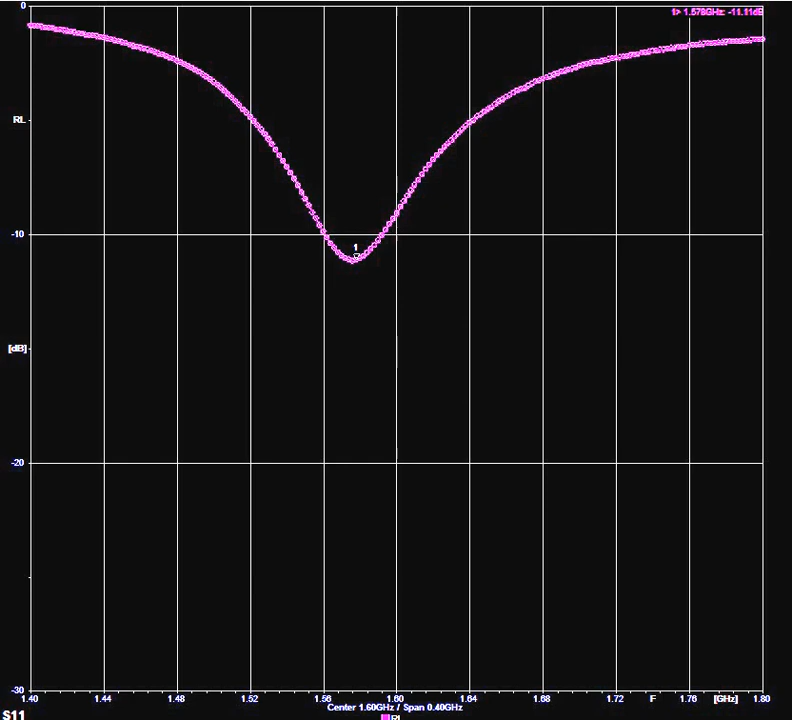 0
1> 1.578GHz: -11.11dB
RL
-10
1
[dB]
-20
-30
1.40 1.44 1.48 1.52 1.56 1.60 1.64 1.68 1.72 F 1.76 [GHz] 1.80
Center 1.60GHz / Span 0.40GHz
S11
RL